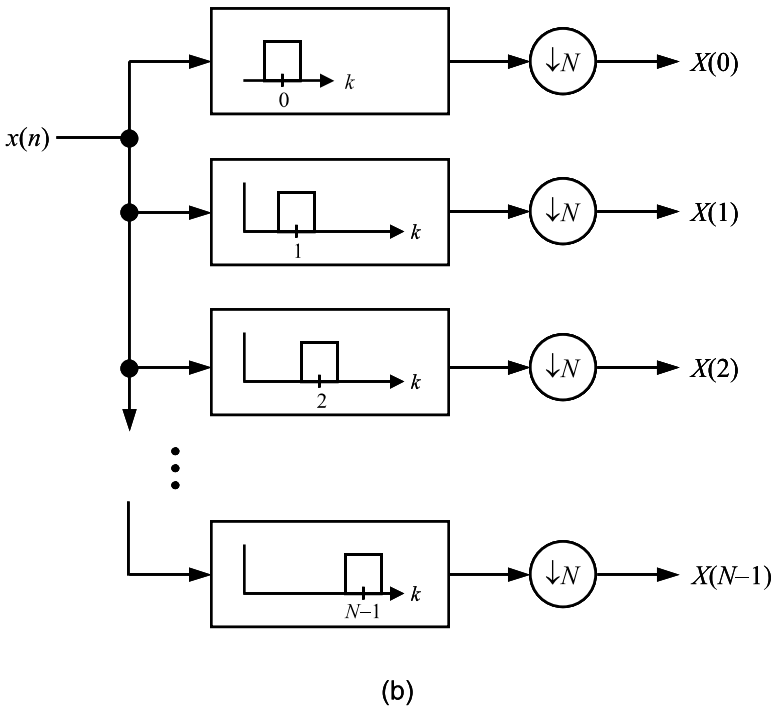 k
0
↓N
X(0)
x(n)
k
1
↓N
X(1)
k
2
↓N
X(2)
k
N–1
↓N
X(N–1)
(b)